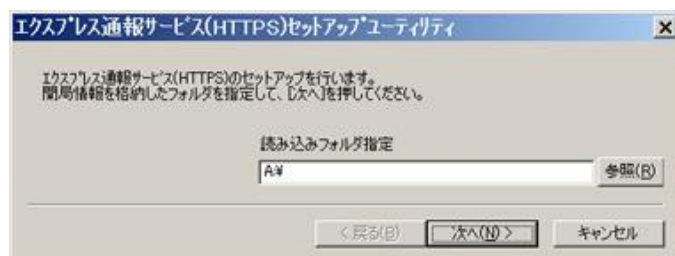 エクスプレス通報サービス(HTTPS)セットアップユーティリティ
エクスプレス通報サービス(HTTPS)のセットアップを行います。
開局情報を格納したフォルダを指定して、[次へ]を押してください。
読み込みフォルダ指定
A:¥
参照(R)
< 戻る(B)
次へ(N) >
キャンセル